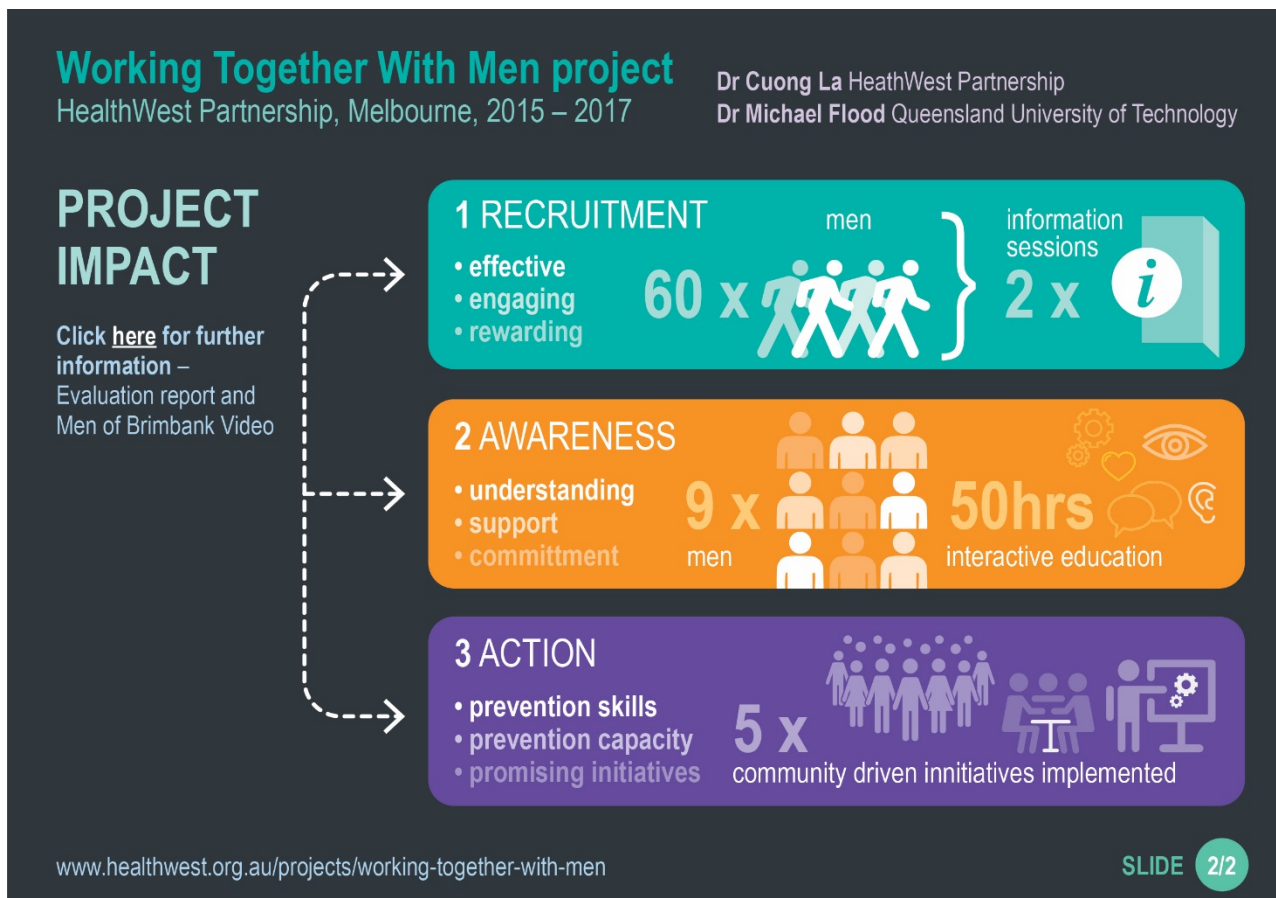 Working Together With Men project
HealthWest Partnership, Melbourne, 2015 – 2017
Dr Cuong La HeathWest Partnership
Dr Michael Flood Queensland University of Technology
PROJECT
IMPACT
Click here for further
information –
Evaluation report and
Men of Brimbank Video
1 RECRUITMENT
• effective
• engaging
• rewarding
60 x
men
}
information
sessions
2 x
i
2 AWARENESS
• understanding
• support
• committment
9 x
men
50hrs
interactive education
3 ACTION
• prevention skills
• prevention capacity
• promising initiatives
5 x
community driven innitiatives implemented
www.healthwest.org.au/projects/working-together-with-men
SLIDE 2/2